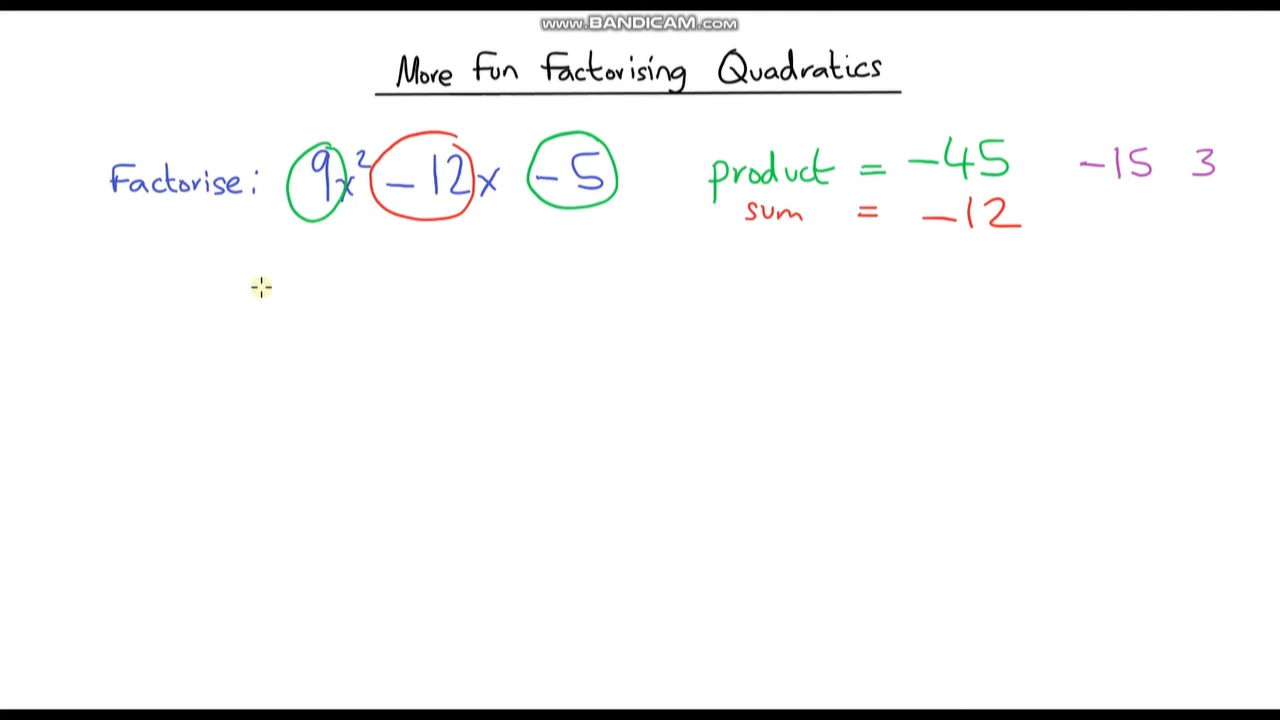 www.BANDICAM.com
More Fun Factorising Quadratics
Factorise: 9x² - 12x - 5 product = -45 -15 3
sum = -12